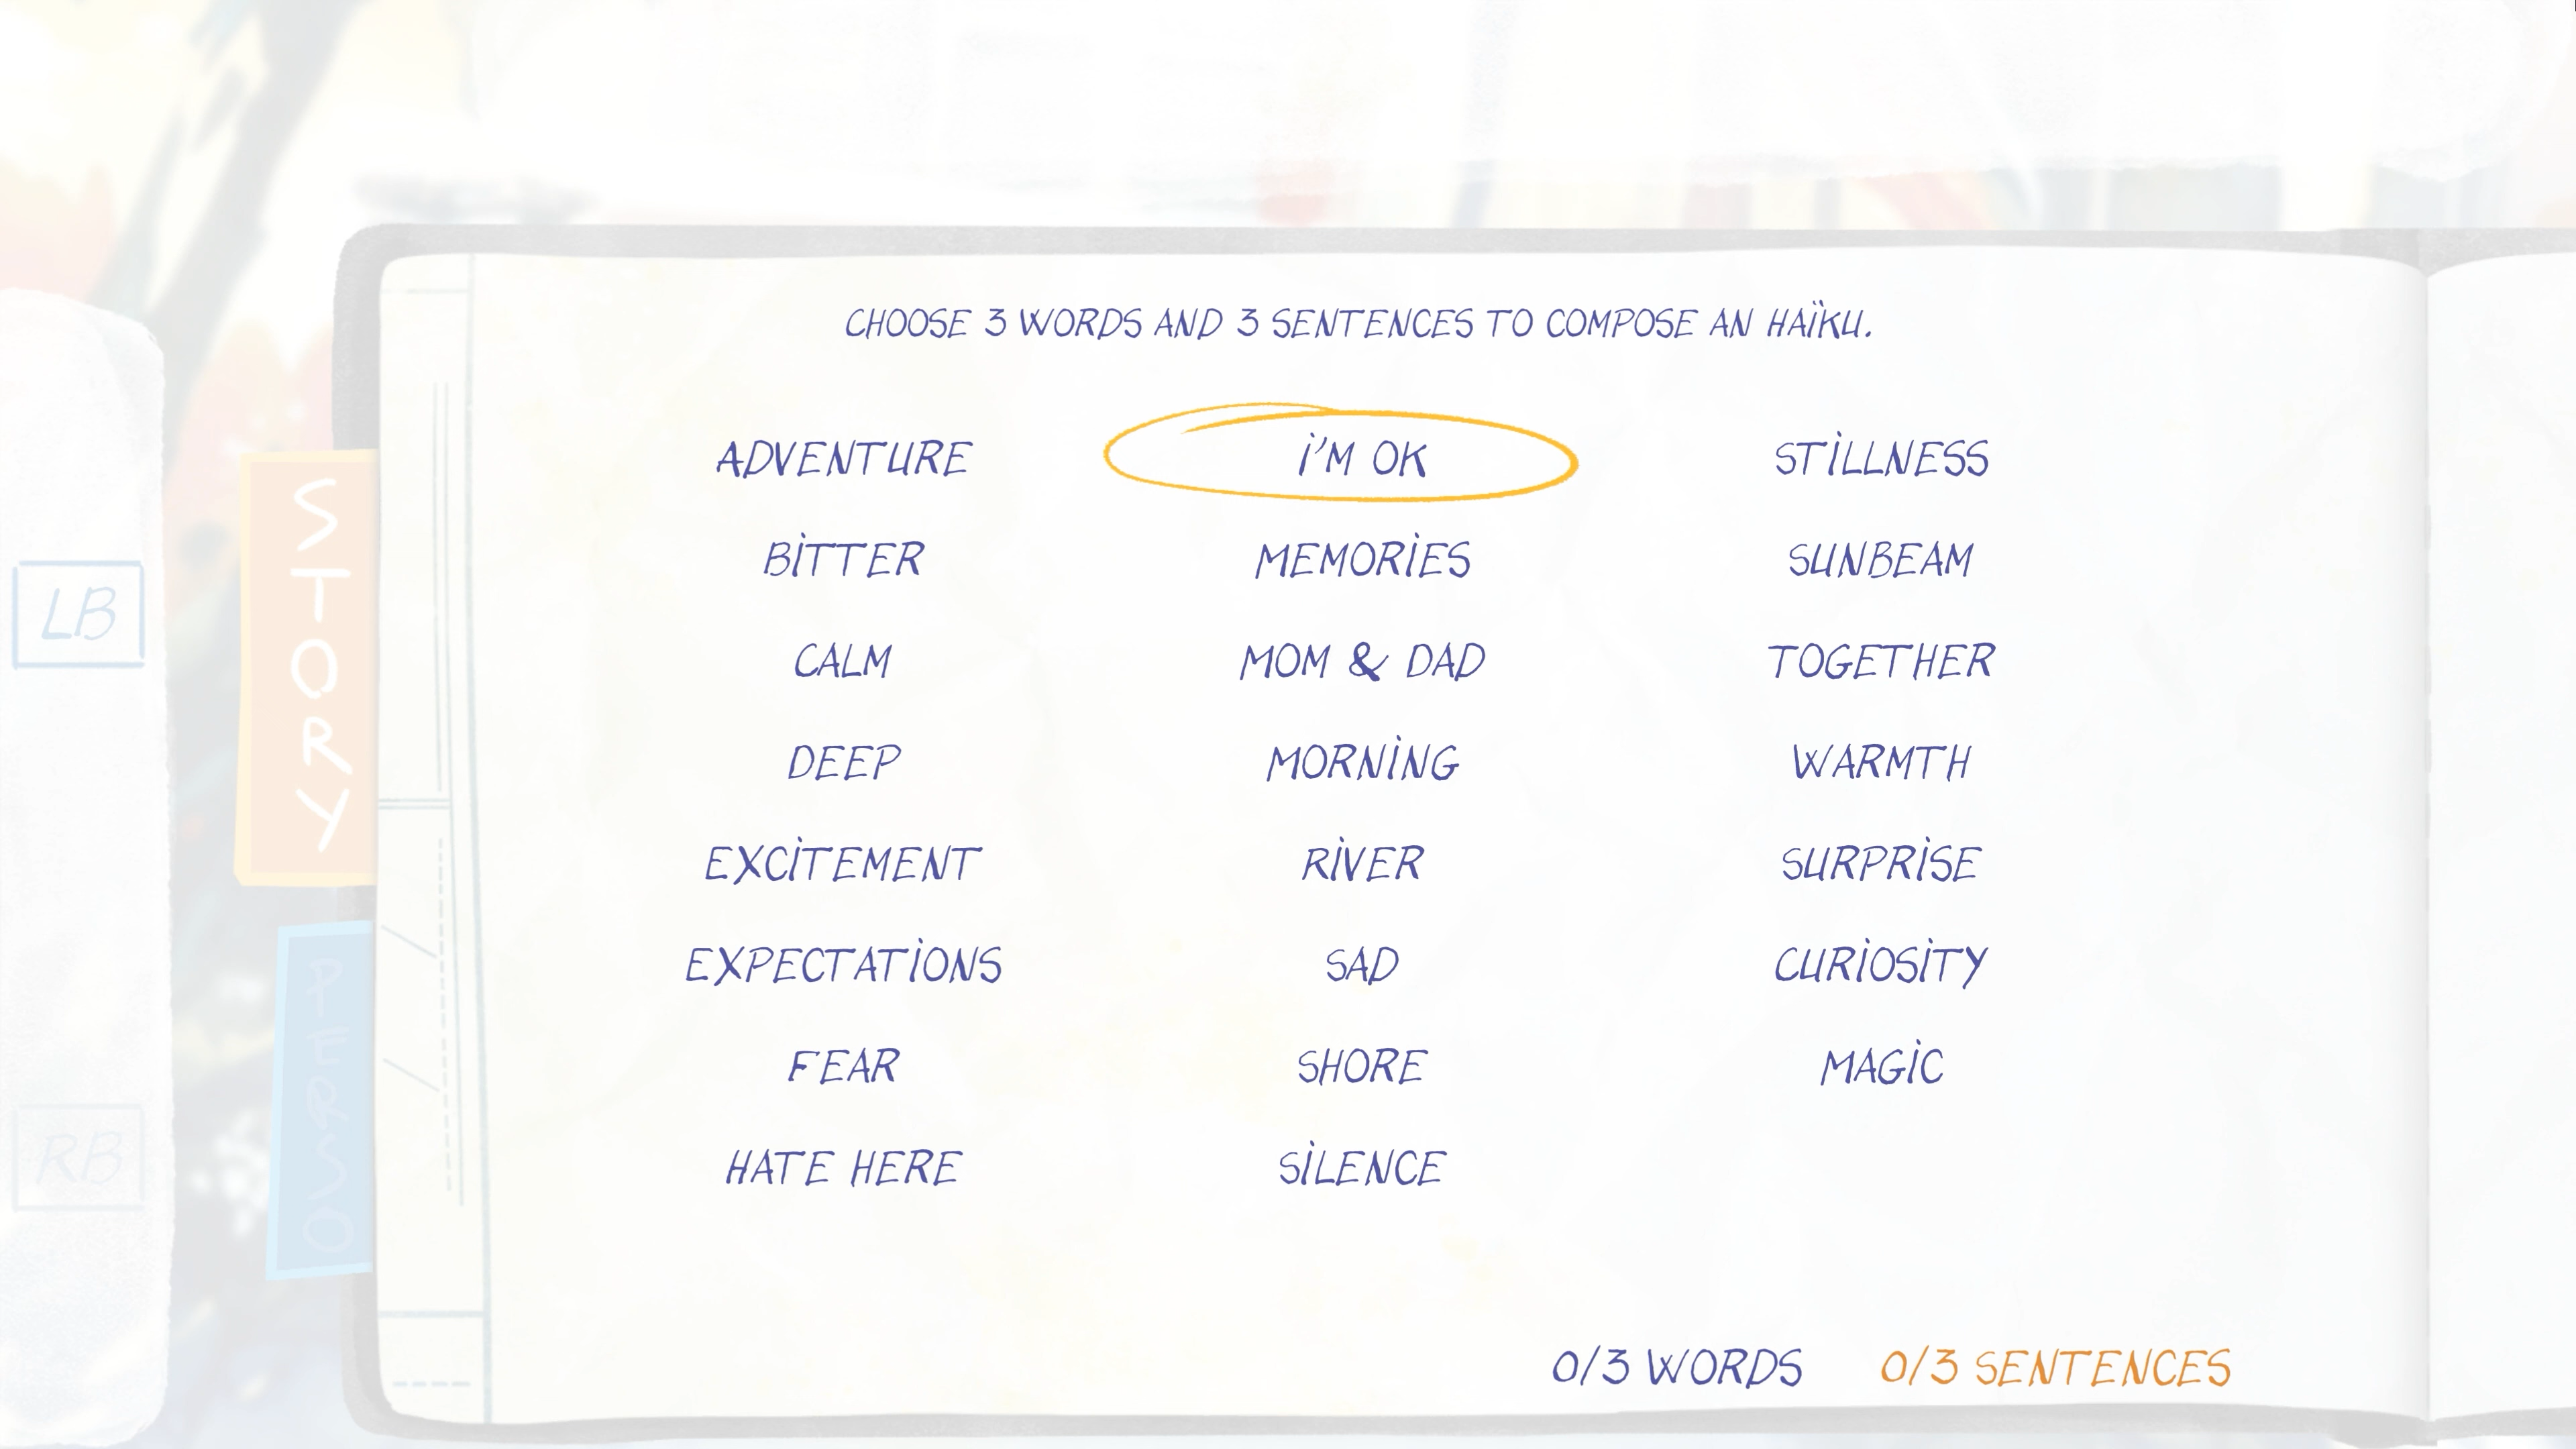 CHOOSE 3 WORDS AND 3 SENTENCES TO COMPOSE AN HAÏKU.
ADVENTURE
I'M OK
STILLNESS
BITTER
MEMORIES
SUNBEAM
CALM
MOM & DAD
TOGETHER
DEEP
MORNING
WARMTH
EXCITEMENT
RIVER
SURPRISE
EXPECTATIONS
SAD
CURIOSITY
FEAR
SHORE
MAGIC
HATE HERE
SILENCE
0/3 WORDS
0/3 SENTENCES
STORY
PERSO
LB
RB